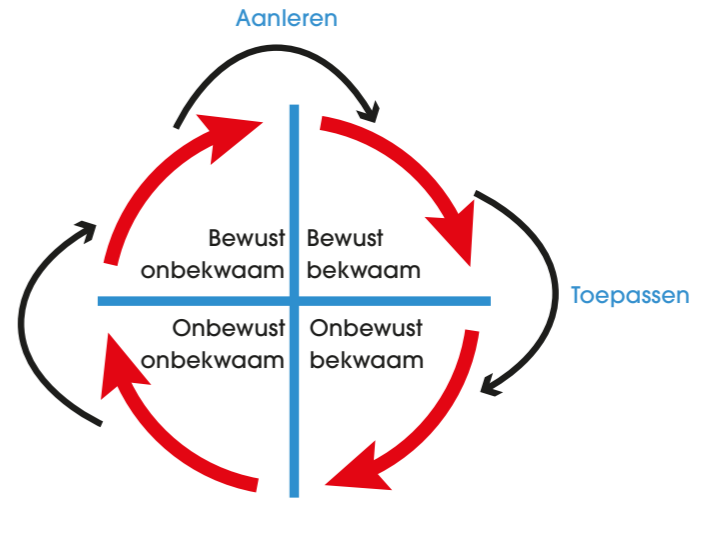 Aanleren
Bewust
onbekwaam
Bewust
bekwaam
Toepassen
Onbewust
onbekwaam
Onbewust
bekwaam